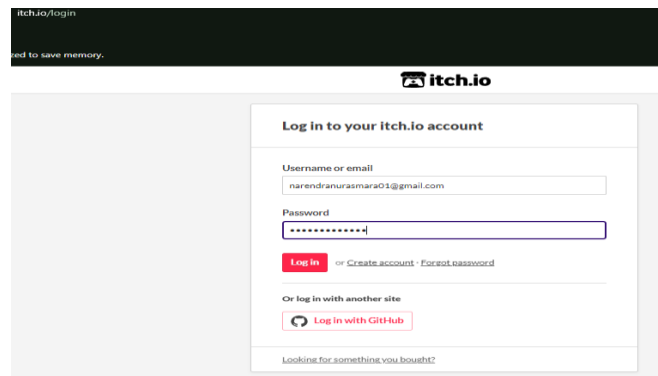 itch.io/login
zed to save memory.
itch.io
Log in to your itch.io account
Username or email
narendranurasmara01@gmail.com
Password
•••••••••••••
Log in or Create account · Forgot password
Or log in with another site
Log in with GitHub
Looking for something you bought?